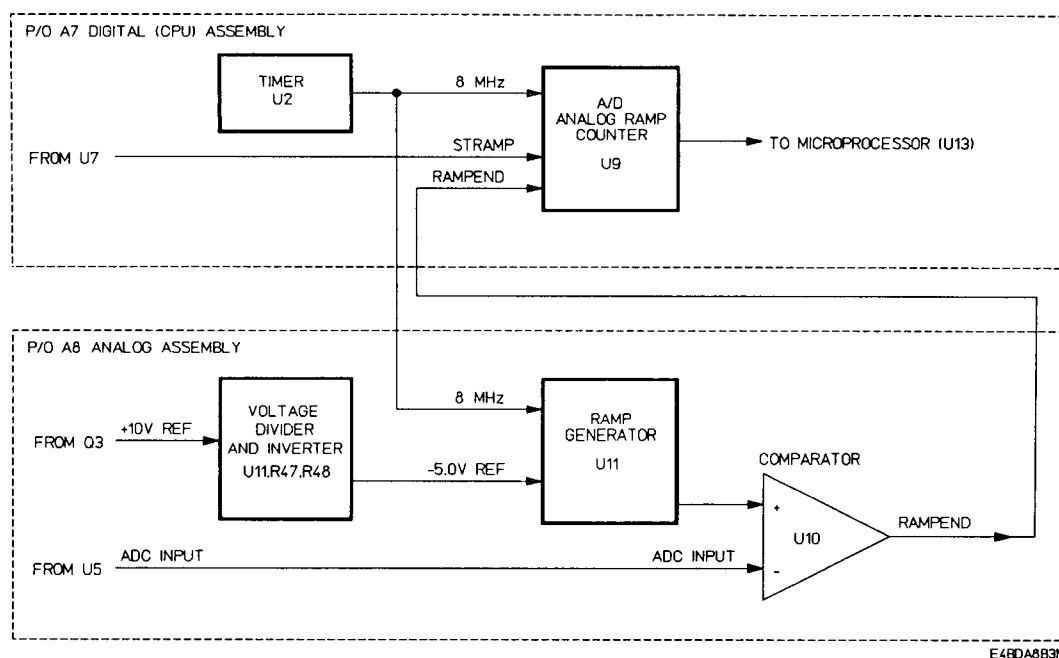 P/O A7 DIGITAL (CPU) ASSEMBLY
TIMER
U2
8 MHz
A/D
ANALOG RAMP
COUNTER
U9
FROM U7
STRAMP
RAMPEND
TO MICROPROCESSOR (U13)
P/O A8 ANALOG ASSEMBLY
FROM Q3
+10V REF
VOLTAGE
DIVIDER
AND INVERTER
U11,R47,R48
8 MHz
-5.0V REF
RAMP
GENERATOR
U11
COMPARATOR
+
U10
-
RAMPEND
FROM U5
ADC INPUT
ADC INPUT